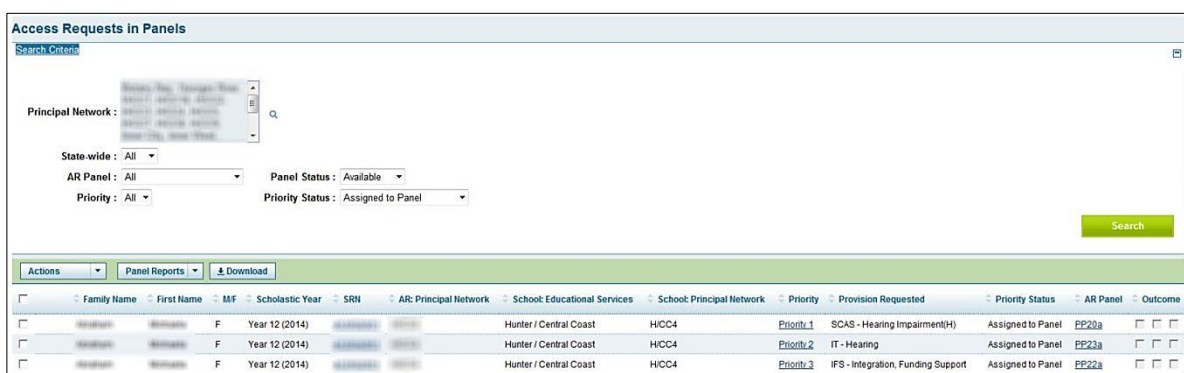 Access Requests in Panels
Search Criteria
Principal Network :
State-wide : All
AR Panel : All Panel Status : Available
Priority : All Priority Status : Assigned to Panel
Search
Actions Panel Reports Download
Family Name First Name M/F Scholastic Year SRN AR: Principal Network School: Educational Services School: Principal Network Priority Provision Requested Priority Status AR Panel Outcome
F Year 12 (2014) Hunter / Central Coast H/CC4 Priority 1 SCAS - Hearing Impairment(H) Assigned to Panel PP20a
F Year 12 (2014) Hunter / Central Coast H/CC4 Priority 2 IT - Hearing Assigned to Panel PP23a
F Year 12 (2014) Hunter / Central Coast H/CC4 Priority 3 IFS - Integration, Funding Support Assigned to Panel PP22a